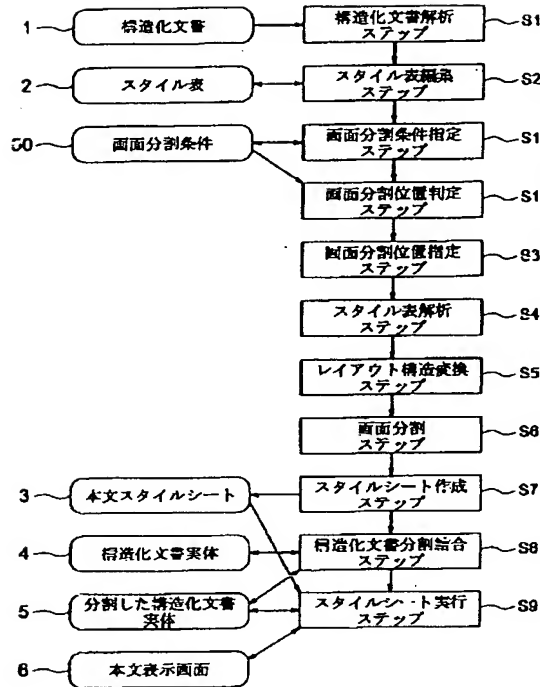 1
構造化文書
構造化文書解析
ステップ
S1
2
スタイル表
スタイル表編集
ステップ
S2
60
画面分割条件
画面分割条件指定
ステップ
S1
画面分割位置判定
ステップ
S1
画面分割位置指定
ステップ
S3
スタイル表解析
ステップ
S4
レイアウト構造変換
ステップ
S5
画面分割
ステップ
S6
3
本文スタイルシート
スタイルシート作成
ステップ
S7
4
構造化文書実体
構造化文書分割結合
ステップ
S8
5
分割した構造化文書
実体
スタイルシート実行
ステップ
S9
6
本文表示画面